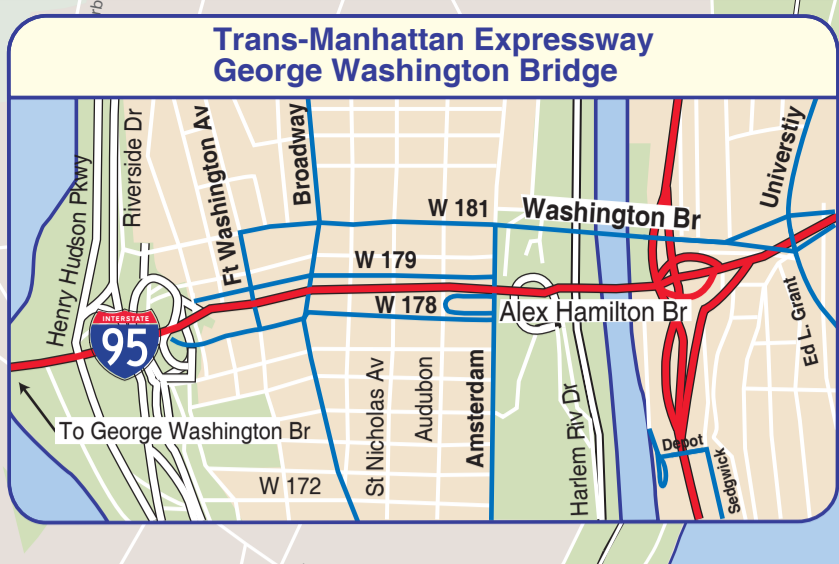 Trans-Manhattan Expressway
George Washington Bridge
Henry Hudson Pkwy
Riverside Dr
Ft Washington Av
Broadway
W 181
Washington Br
Universtiy
W 179
W 178
Alex Hamilton Br
INTERSTATE
95
To George Washington Br
St Nicholas Av
Audubon
Amsterdam
Harlem Riv Dr
Ed L. Grant
Depot
Sedgwick
W 172